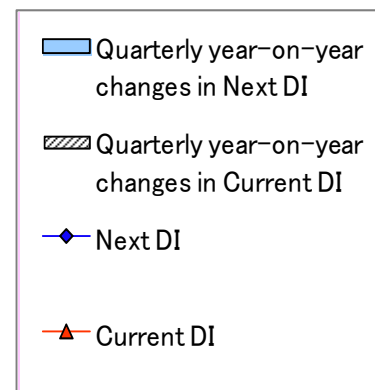 Quarterly year-on-year
changes in Next DI
Quarterly year-on-year
changes in Current DI
Next DI
Current DI